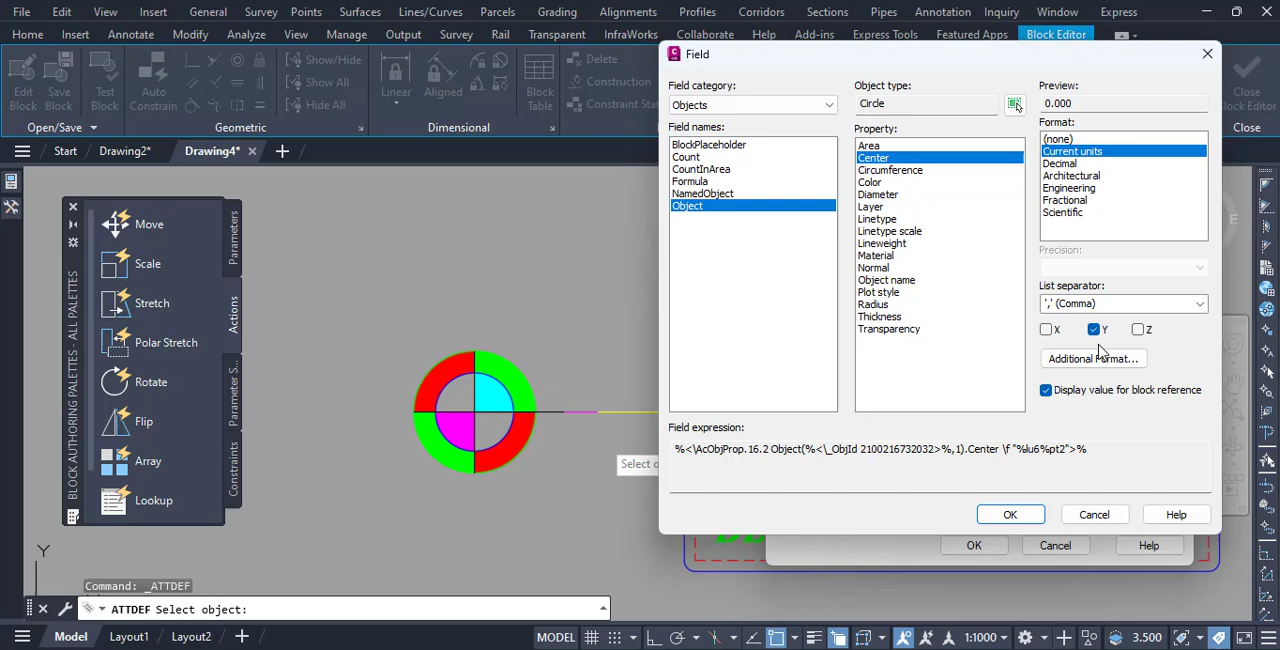 File Edit View Insert General Survey Points Surfaces Lines/Curves Parcels Grading Alignments Profiles Corridors Sections Pipes Annotation Inquiry Window Express
Home Insert Annotate Modify Analyze View Manage Output Survey Rail Transparent InfraWorks Collaborate Help Add-ins Express Tools Featured Apps Block Editor
Edit Block
Save Block
Test Block
Auto Constrain
Show/Hide
Show All
Hide All
Linear
Aligned
Block Table
Delete
Construction
Constraint Stat
Close Block Editor
Open/Save
Geometric
Dimensional
Close
Start Drawing2* Drawing4*
Field
Field category:
Objects
Field names:
BlockPlaceholder
Count
CountInArea
Formula
NamedObject
Object
Object type:
Circle
Property:
Area
Center
Circumference
Color
Diameter
Layer
Linetype
Linetype scale
Lineweight
Material
Normal
Object name
Plot style
Radius
Thickness
Transparency
Preview:
0.000
Format:
(none)
Current units
Decimal
Architectural
Engineering
Fractional
Scientific
Precision:
List separator:
',' (Comma)
X Y Z
Additional Format...
Display value for block reference
Field expression:
%<\AcObjProp.16.2 Object(%<\_ObjId 2100216732032>%,1).Center \f "%lu6%pt2">%
OK Cancel Help
OK Cancel Help
Move
Scale
Stretch
Polar Stretch
Rotate
Flip
Array
Lookup
Parameters
Actions
Parameter S...
Constraints
BLOCK AUTHORING PALETTES - ALL PALETTES
Select o
E
Y
Command: _ATTDEF
ATTDEF Select object:
Model Layout1 Layout2
MODEL
1:1000
3.500